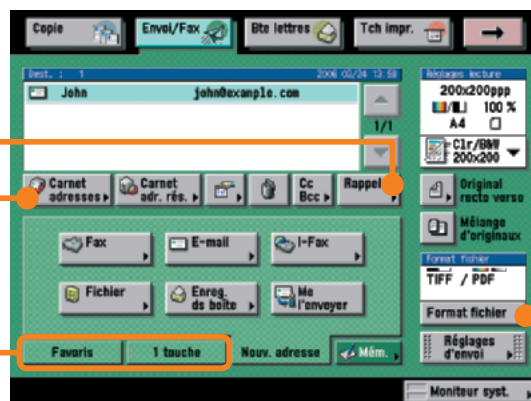 Copie Envoi/Fax Bte lettres Tch impr.
Dest. : 1 2006 03/24 13:59
John john@example.com
1/1
Carnet adresses
Carnet adr. rés.
Cc Bcc
Rappel
Fax E-mail I-Fax
Fichier
Enreg. ds boîte
Me l'envoyer
Favoris 1 touche Nouv. adresse Mém.
Réglages lecture
200x200ppp
100 %
A4
Clr/B&W
200x200
Original
recto verso
Mélange
d'originaux
Format fichier
TIFF / PDF
Format fichier
Réglages
d'envoi
Moniteur syst.